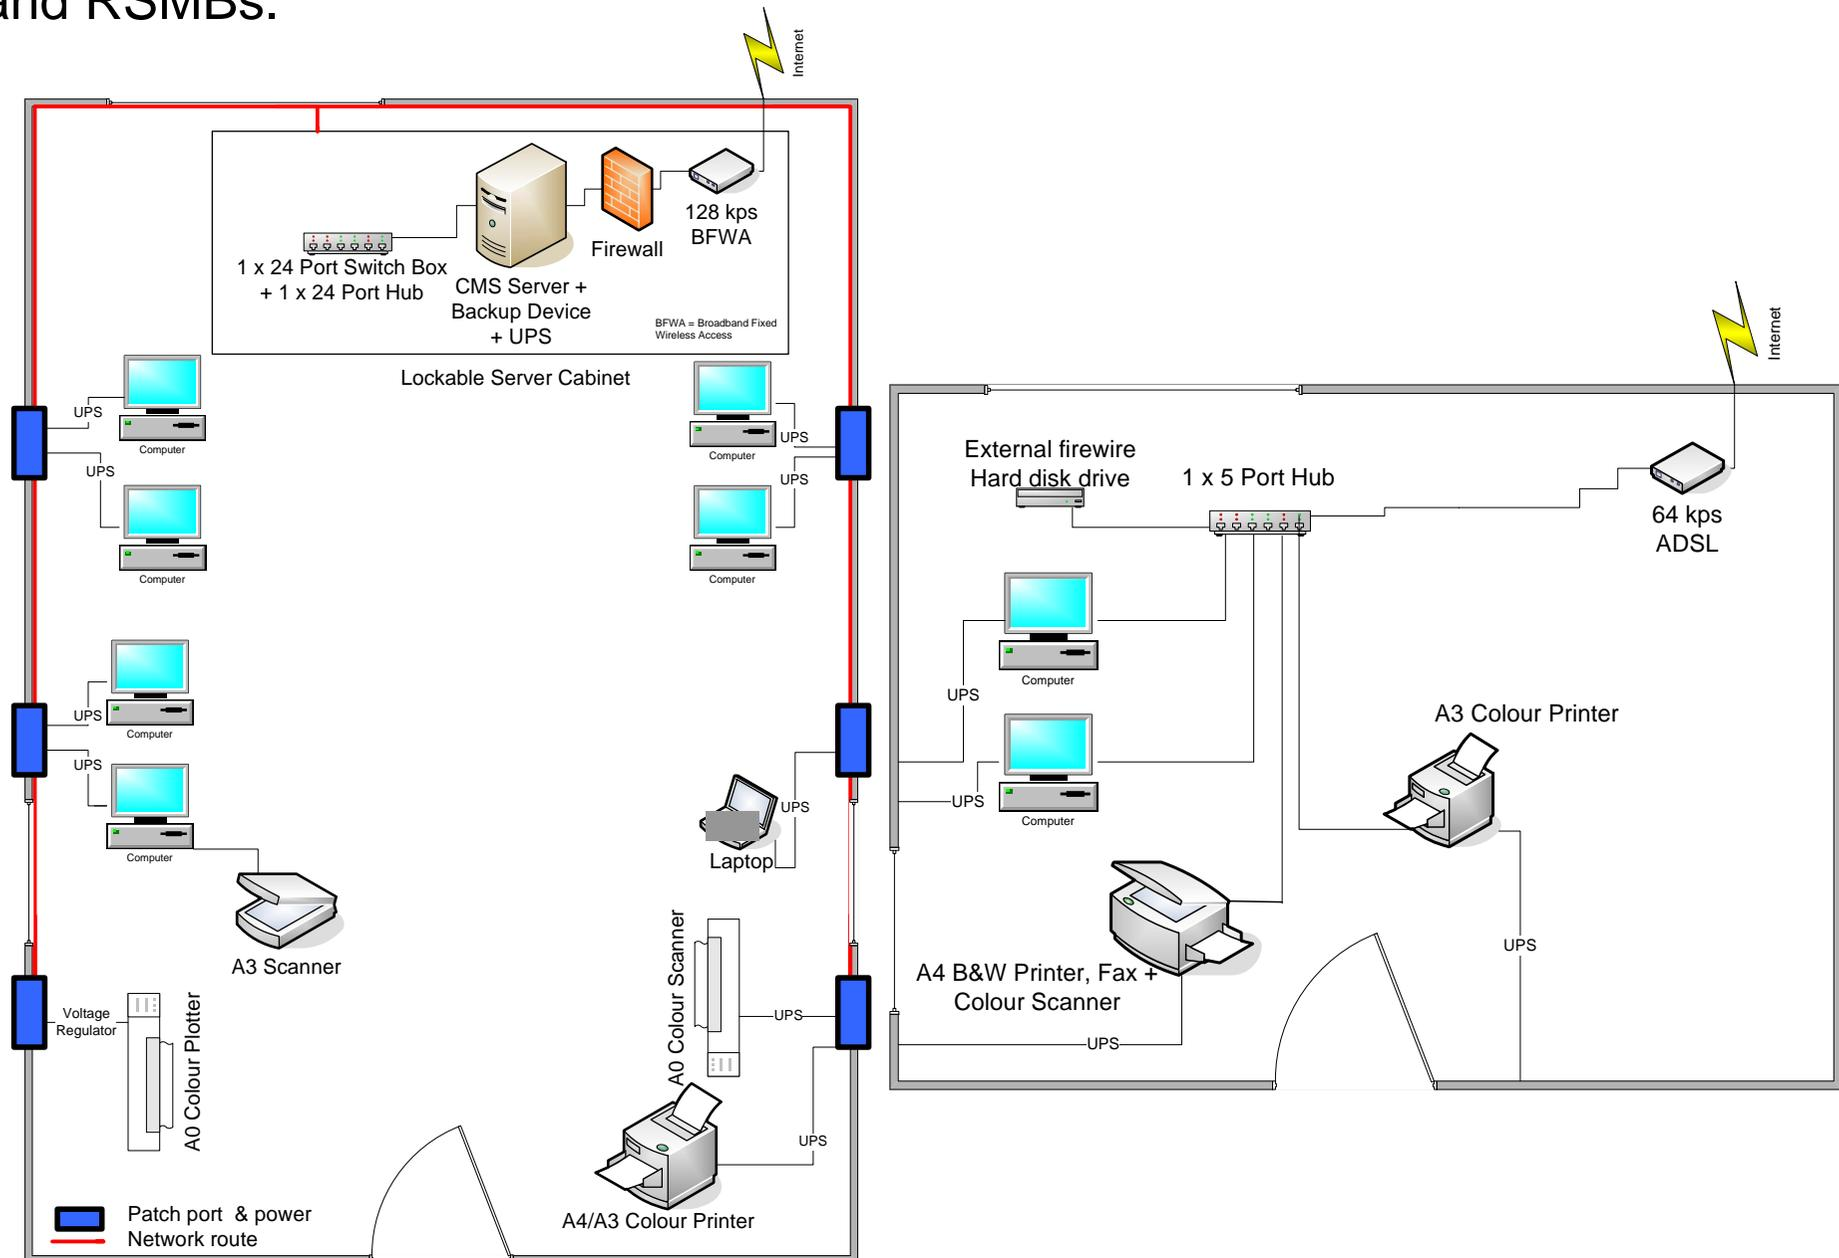 and RSMBs.
Internet
128 kps
BFWA
Firewall
1 x 24 Port Switch Box
+ 1 x 24 Port Hub
CMS Server +
Backup Device
+ UPS
BFWA = Broadband Fixed
Wireless Access
Lockable Server Cabinet
UPS
Computer
UPS
Computer
UPS
Computer
UPS
Computer
UPS
Computer
UPS
Computer
A3 Scanner
UPS
Laptop
Voltage
Regulator
A0 Colour Plotter
A0 Colour Scanner
UPS
UPS
A4/A3 Colour Printer
Patch port & power
Network route
Internet
External firewire
Hard disk drive
1 x 5 Port Hub
64 kps
ADSL
Computer
UPS
Computer
UPS
A3 Colour Printer
UPS
A4 B&W Printer, Fax +
Colour Scanner
UPS